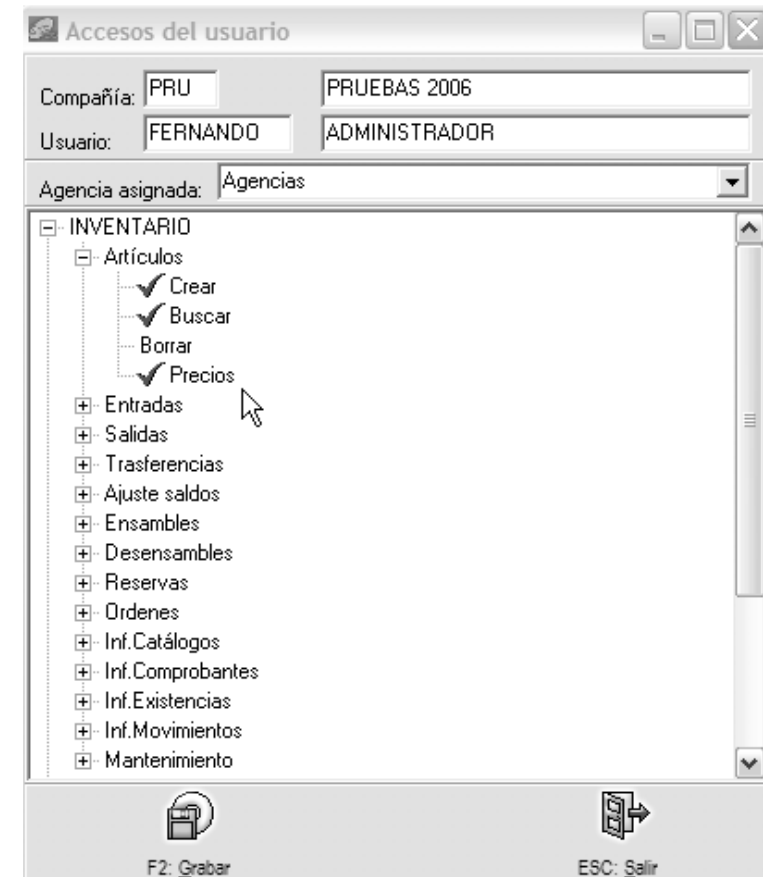 Accesos del usuario
Compañía: PRU PRUEBAS 2006
Usuario: FERNANDO ADMINISTRADOR
Agencia asignada: Agencias
INVENTARIO
Artículos
Crear
Buscar
Borrar
Precios
Entradas
Salidas
Trasferencias
Ajuste saldos
Ensambles
Desensambles
Reservas
Ordenes
Inf.Catálogos
Inf.Comprobantes
Inf.Existencias
Inf.Movimientos
Mantenimiento
F2: Grabar ESC: Salir